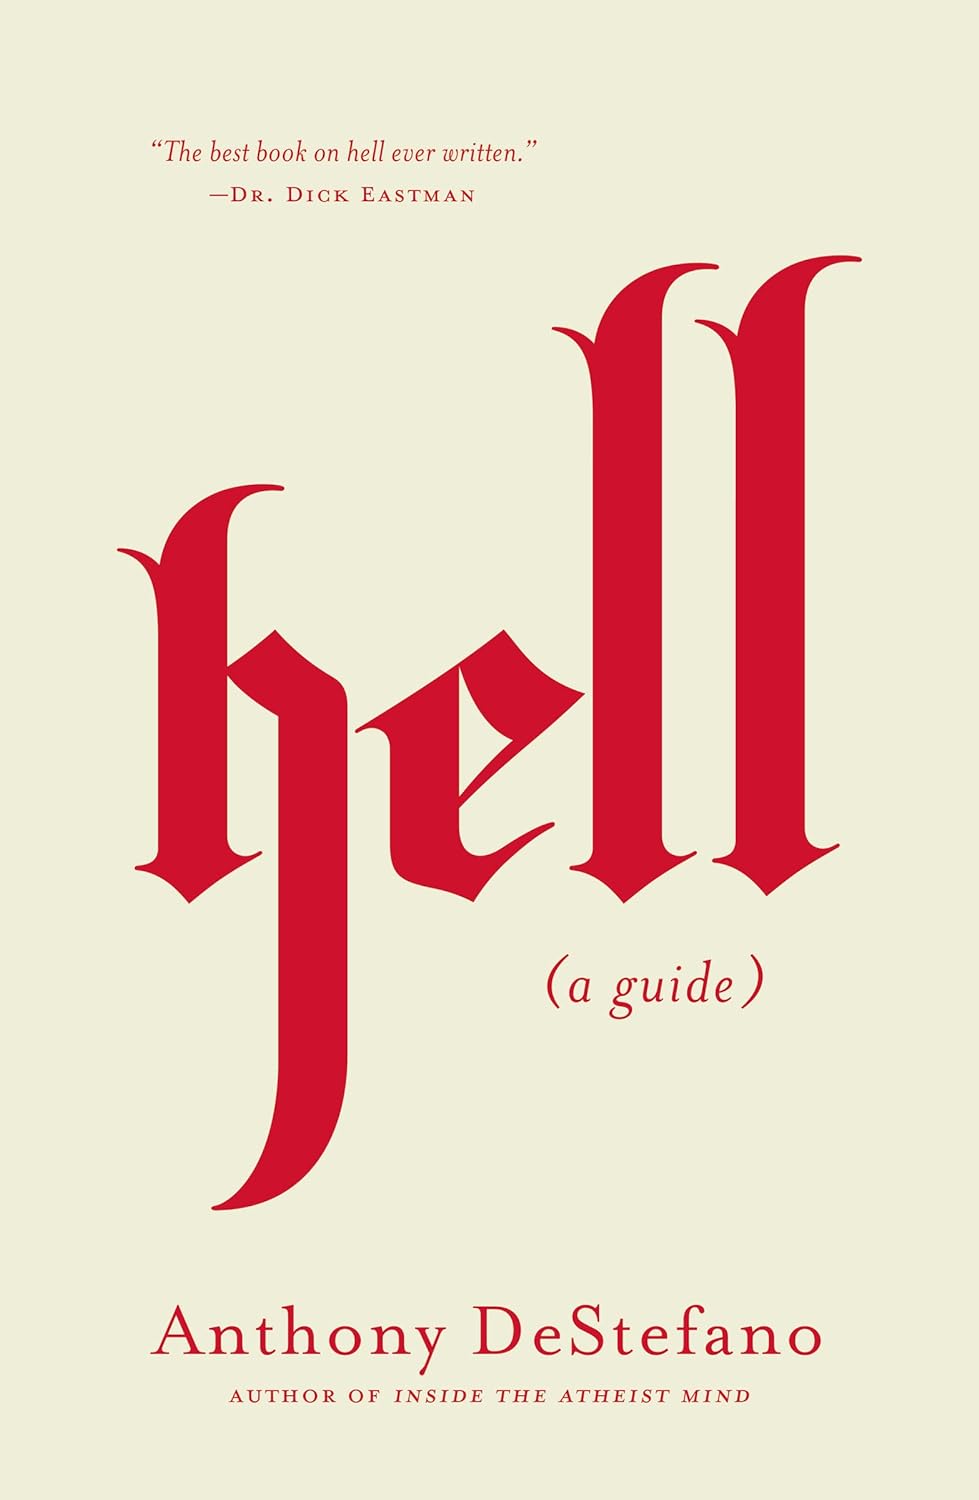 “The best book on hell ever written.”
—Dr. Dick Eastman
hell
(a guide)
Anthony DeStefano
AUTHOR OF INSIDE THE ATHEIST MIND